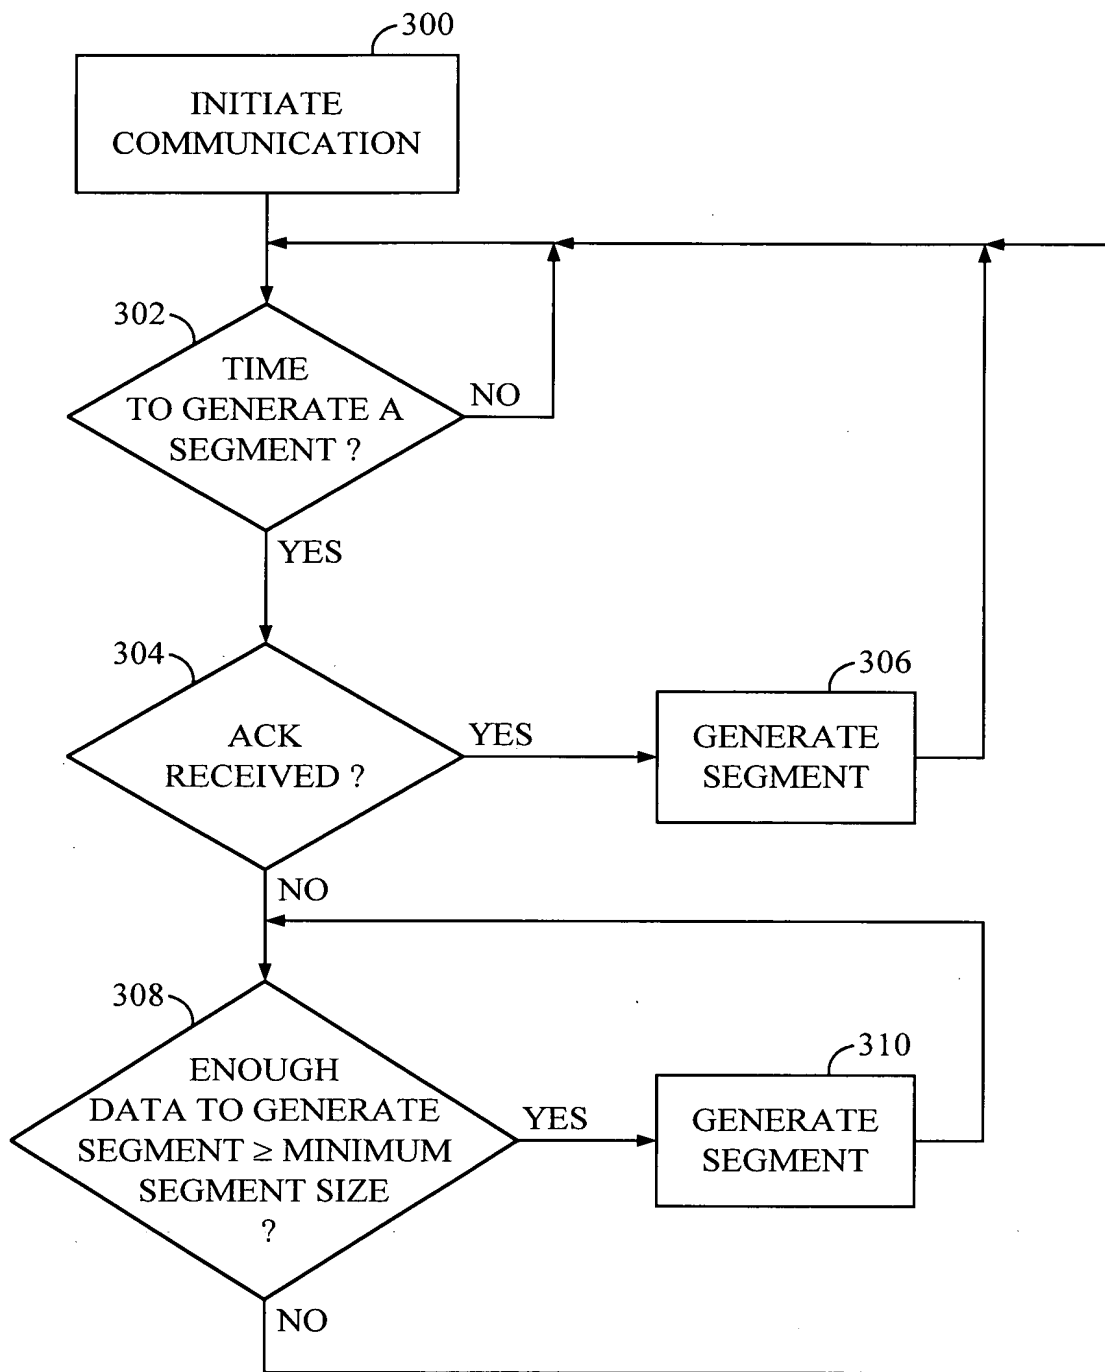 300
INITIATE
COMMUNICATION
302
TIME
TO GENERATE A
SEGMENT ?
NO
YES
304
ACK
RECEIVED ?
YES
306
GENERATE
SEGMENT
NO
308
ENOUGH
DATA TO GENERATE
SEGMENT ≥ MINIMUM
SEGMENT SIZE
?
YES
310
GENERATE
SEGMENT
NO